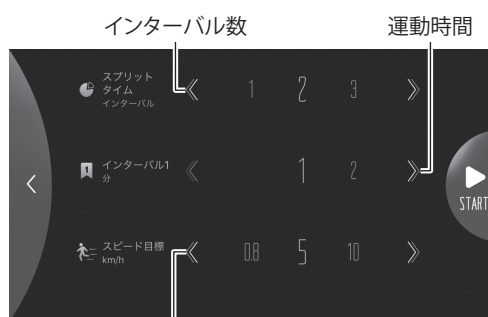 インターバル数
運動時間
スプリット
タイム
インターバル
1 2 3
インターバル1
分
1 2
START
スピード目標
km/h
0.8 5 10